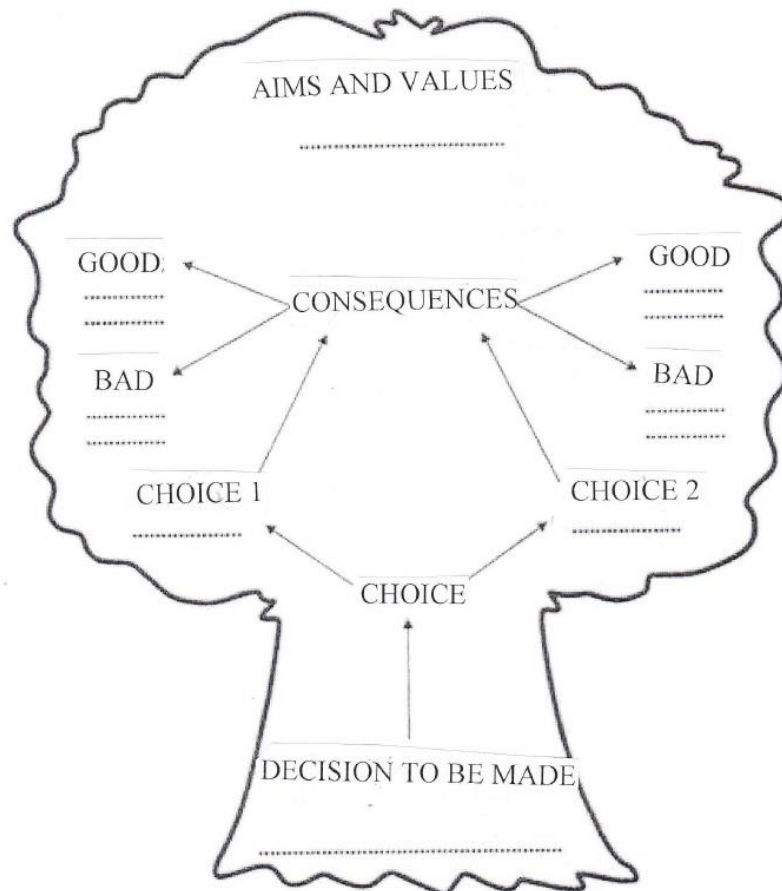 AIMS AND VALUES
GOOD
GOOD
CONSEQUENCES
BAD
BAD
CHOICE 1
CHOICE 2
CHOICE
DECISION TO BE MADE